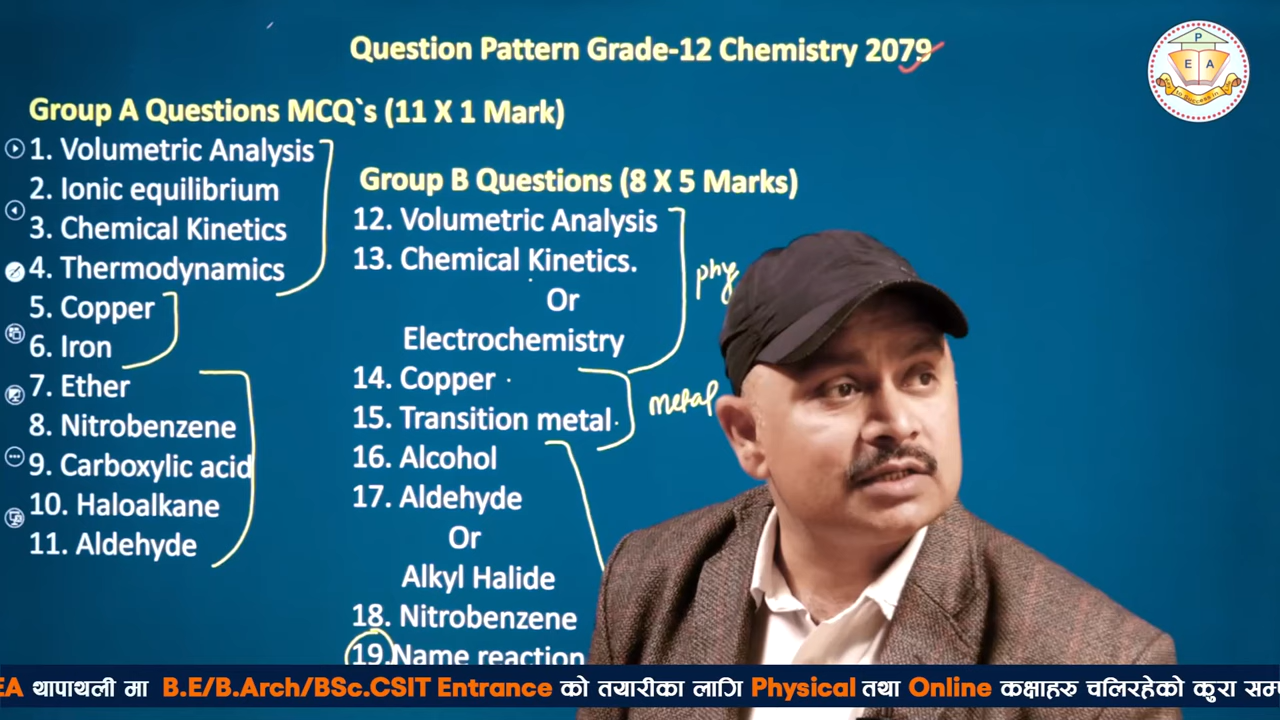 Question Pattern Grade-12 Chemistry 2079
P
E A
Group A Questions MCQ`s (11 X 1 Mark)
1. Volumetric Analysis
2. Ionic equilibrium
3. Chemical Kinetics
4. Thermodynamics
5. Copper
6. Iron
7. Ether
8. Nitrobenzene
9. Carboxylic acid
10. Haloalkane
11. Aldehyde
Group B Questions (8 X 5 Marks)
12. Volumetric Analysis
13. Chemical Kinetics.
Or
Electrochemistry
phy
14. Copper
15. Transition metal
metal
16. Alcohol
17. Aldehyde
Or
Alkyl Halide
18. Nitrobenzene
19. Name reaction
EA थापाथली मा B.E/B.Arch/BSc.CSIT Entrance को तयारीका लागि Physical तथा Online कक्षाहरु चलिरहेको कुरा सम्प